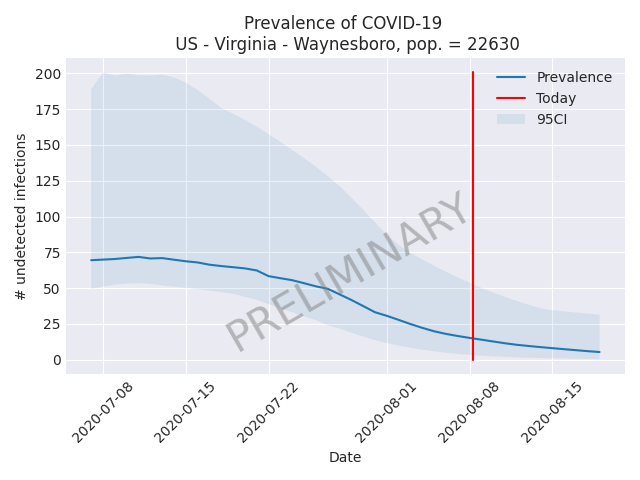 Prevalence of COVID-19
US - Virginia - Waynesboro, pop. = 22630
200
175
150
125
100
75
50
25
0
# undetected infections
Prevalence
Today
95CI
PRELIMINARY
2020-07-08
2020-07-15
2020-07-22
2020-08-01
2020-08-08
2020-08-15
Date